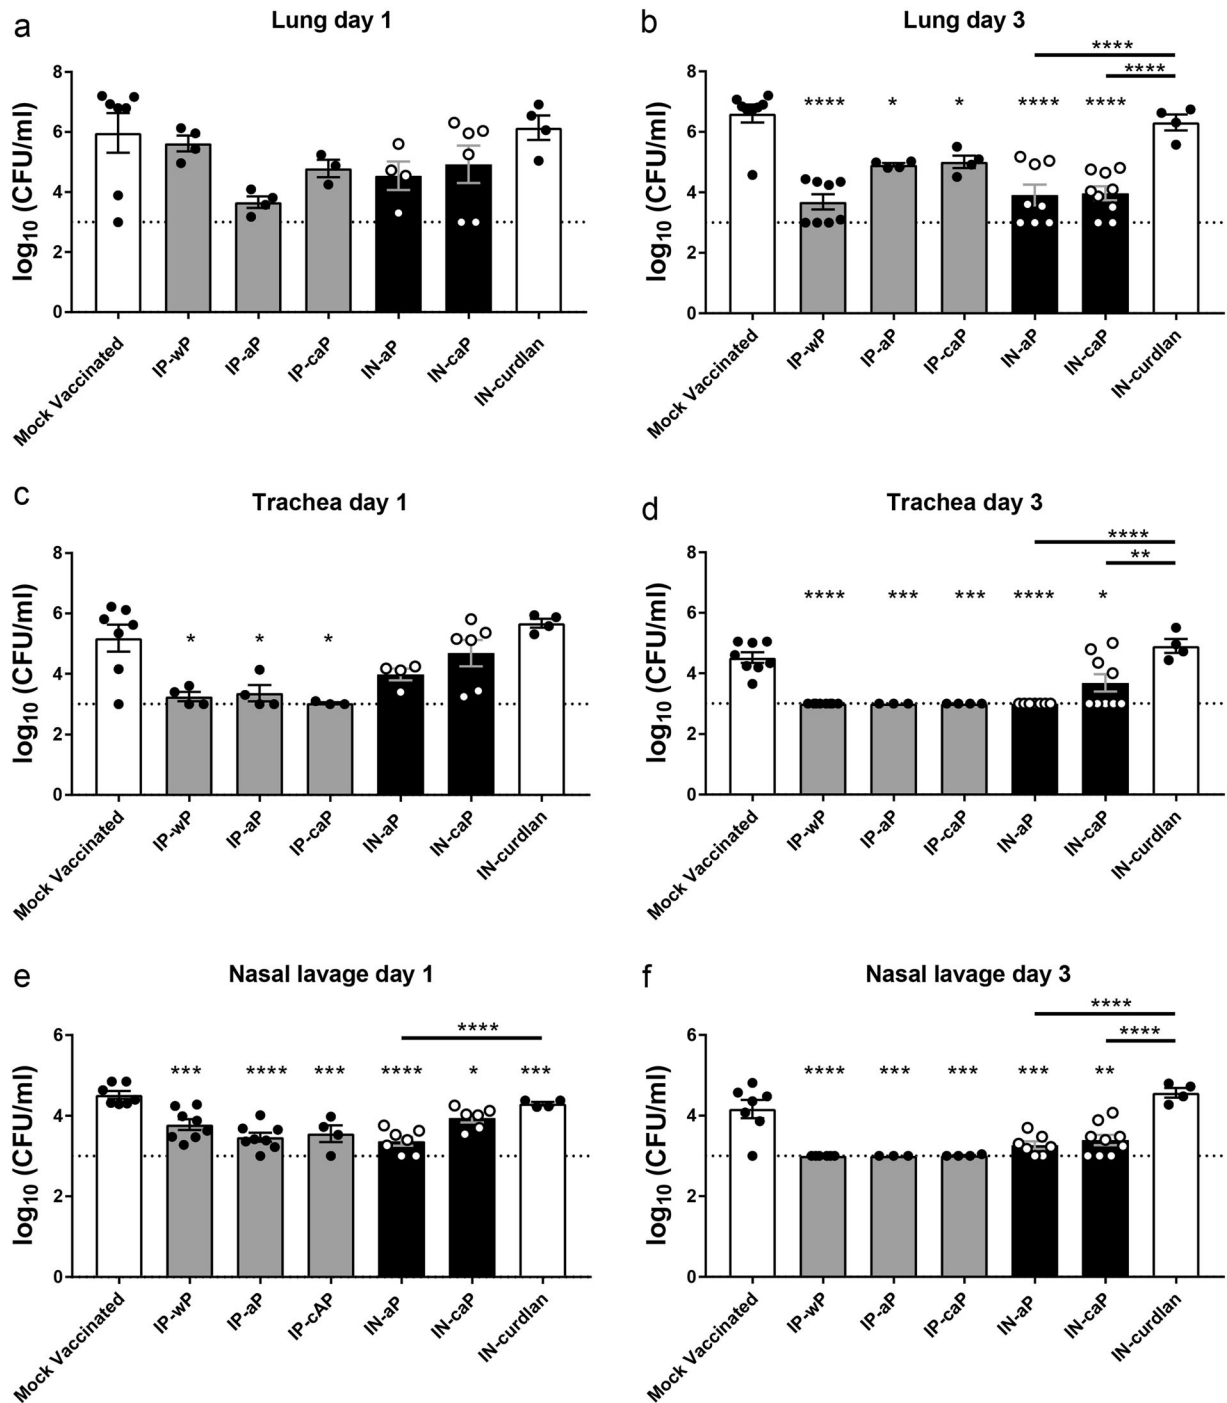 a
Lung day 1
log10 (CFU/ml)
8
6
4
2
0
Mock Vaccinated
IP-wP
IP-aP
IP-caP
IN-aP
IN-caP
IN-curdlan
b
Lung day 3
****
****
**** * * **** ****
log10 (CFU/ml)
8
6
4
2
0
Mock Vaccinated
IP-wP
IP-aP
IP-caP
IN-aP
IN-caP
IN-curdlan
c
Trachea day 1
* * *
log10 (CFU/ml)
8
6
4
2
0
Mock Vaccinated
IP-wP
IP-aP
IP-caP
IN-aP
IN-caP
IN-curdlan
d
Trachea day 3
****
**
**** *** *** **** *
log10 (CFU/ml)
8
6
4
2
0
Mock Vaccinated
IP-wP
IP-aP
IP-caP
IN-aP
IN-caP
IN-curdlan
e
Nasal lavage day 1
****
*** **** *** **** * ***
log10 (CFU/ml)
6
4
2
0
Mock Vaccinated
IP-wP
IP-aP
IP-cAP
IN-aP
IN-caP
IN-curdlan
f
Nasal lavage day 3
****
****
**** *** *** *** **
log10 (CFU/ml)
6
4
2
0
Mock Vaccinated
IP-wP
IP-aP
IP-caP
IN-aP
IN-caP
IN-curdlan